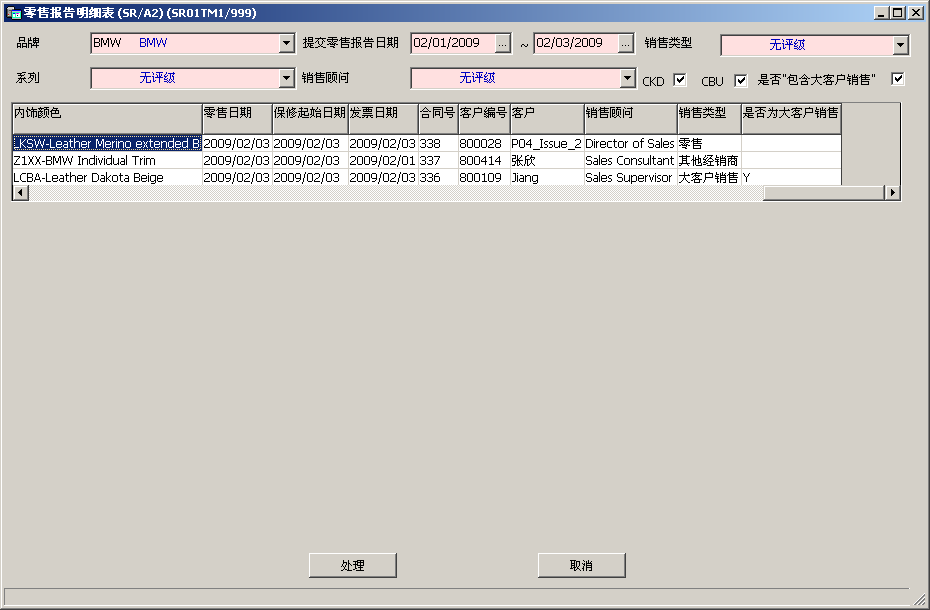 零售报告明细表 (SR/A2) (SR01TM1/999)
品牌 BMW BMW 提交零售报告日期 02/01/2009 ... ~ 02/03/2009 ... 销售类型 无评级
系列 无评级 销售顾问 无评级 CKD CBU 是否"包含大客户销售"
内饰颜色 零售日期 保修起始日期 发票日期 合同号 客户编号 客户 销售顾问 销售类型 是否为大客户销售
LKSW-Leather Merino extended B 2009/02/03 2009/02/03 2009/02/03 338 800028 P04_Issue_2 Director of Sales 零售
Z1XX-BMW Individual Trim 2009/02/03 2009/02/03 2009/02/01 337 800414 张欣 Sales Consultant 其他经销商
LCBA-Leather Dakota Beige 2009/02/03 2009/02/03 2009/02/03 336 800109 Jiang Sales Supervisor 大客户销售 Y
处理 取消